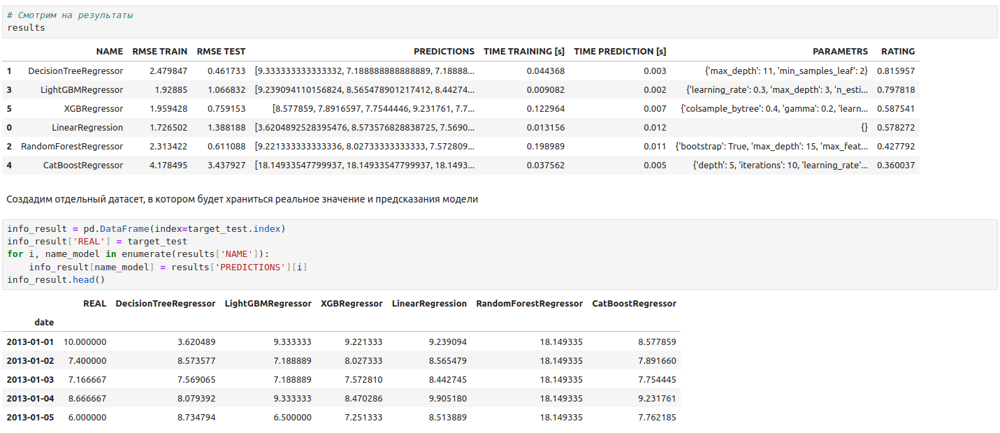 # Смотрим на результаты
results
NAME RMSE TRAIN RMSE TEST PREDICTIONS TIME TRAINING [s] TIME PREDICTION [s] PARAMETRS RATING
1 DecisionTreeRegressor 2.479847 0.461733 [9.333333333333332, 7.188888888888889, 7.18888... 0.044368 0.003 {'max_depth': 11, 'min_samples_leaf': 2} 0.815957
3 LightGBMRegressor 1.92885 1.066832 [9.239094110156824, 8.565478901217412, 8.44274... 0.009082 0.002 {'learning_rate': 0.3, 'max_depth': 3, 'n_esti... 0.797818
5 XGBRegressor 1.959428 0.759153 [8.577859, 7.8916597, 7.7544446, 9.231761, 7.7... 0.122964 0.007 {'colsample_bytree': 0.4, 'gamma': 0.2, 'learn... 0.587541
0 LinearRegression 1.726502 1.388188 [3.6204892528395476, 8.573576828838725, 7.5690... 0.013156 0.012 {} 0.578272
2 RandomForestRegressor 2.313422 0.611088 [9.221333333333336, 8.02733333333333, 7.572809... 0.198989 0.011 {'bootstrap': True, 'max_depth': 15, 'max_feat... 0.427792
4 CatBoostRegressor 4.178495 3.437927 [18.14933547799937, 18.14933547799937, 18.1493... 0.037562 0.005 {'depth': 5, 'iterations': 10, 'learning_rate'... 0.360037
Создадим отдельный датасет, в котором будет храниться реальное значение и предсказания модели
info_result = pd.DataFrame(index=target_test.index)
info_result['REAL'] = target_test
for i, name_model in enumerate(results['NAME']):
    info_result[name_model] = results['PREDICTIONS'][i]
info_result.head()
REAL DecisionTreeRegressor LightGBMRegressor XGBRegressor LinearRegression RandomForestRegressor CatBoostRegressor
date
2013-01-01 10.000000 3.620489 9.333333 9.221333 9.239094 18.149335 8.577859
2013-01-02 7.400000 8.573577 7.188889 8.027333 8.565479 18.149335 7.891660
2013-01-03 7.166667 7.569065 7.188889 7.572810 8.442745 18.149335 7.754445
2013-01-04 8.666667 8.079392 9.333333 8.470286 9.905180 18.149335 9.231761
2013-01-05 6.000000 8.734794 6.500000 7.251333 8.513889 18.149335 7.762185